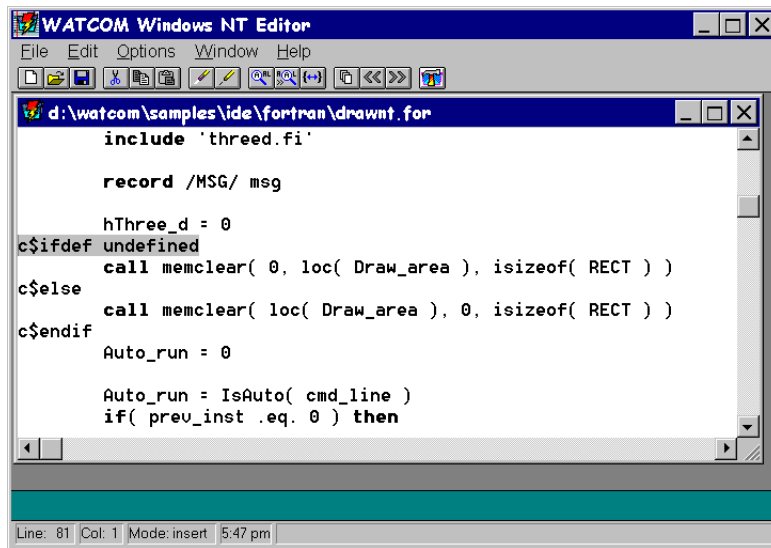 WATCOM Windows NT Editor
File Edit Options Window Help
d:\watcom\samples\ide\fortran\drawnt.for
include 'threed.fi'
record /MSG/ msg
hThree_d = 0
c$ifdef undefined
call memclear( 0, loc( Draw_area ), isizeof( RECT ) )
c$else
call memclear( loc( Draw_area ), 0, isizeof( RECT ) )
c$endif
Auto_run = 0
Auto_run = IsAuto( cmd_line )
if( prev_inst .eq. 0 ) then
Line: 81 Col: 1 Mode: insert 5:47 pm